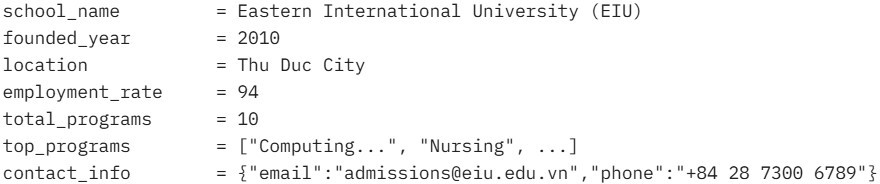 school_name        = Eastern International University (EIU)
founded_year       = 2010
location           = Thu Duc City
employment_rate    = 94
total_programs     = 10
top_programs       = ["Computing...", "Nursing", ...]
contact_info       = {"email":"admissions@eiu.edu.vn","phone":"+84 28 7300 6789"}